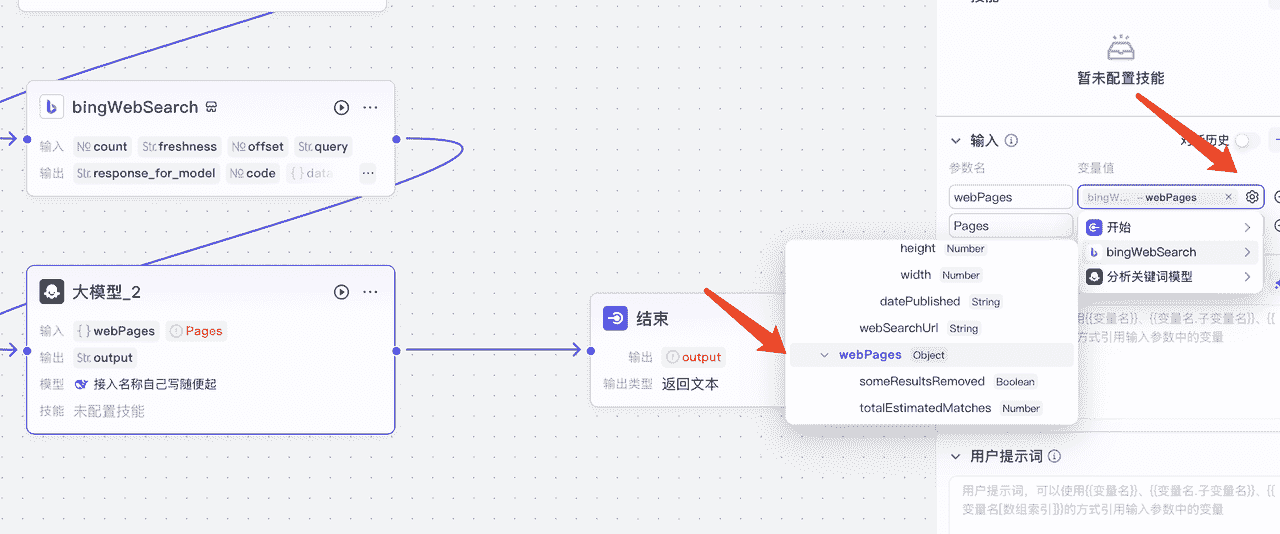 bingWebSearch
输入 № count Str. freshness № offset Str. query
输出 Str. response_for_model № code { } data ...
大模型_2
输入 { } webPages Pages
输出 Str. output
模型 接入名称自己写随便起
技能 未配置技能
结束
输出 output
输出类型 返回文本
height Number
width Number
datePublished String
webSearchUrl String
webPages Object
someResultsRemoved Boolean
totalEstimatedMatches Number
暂未配置技能
输入
历史
参数名 变量值
webPages bingW... – webPages
Pages
开始
bingWebSearch
分析关键词模型
用{{变量名}}、{{变量名.子变量名}}、{{
方式引用输入参数中的变量
用户提示词
用户提示词，可以使用{{变量名}}、{{变量名.子变量名}}、{{
变量名[数组索引]}}的方式引用输入参数中的变量